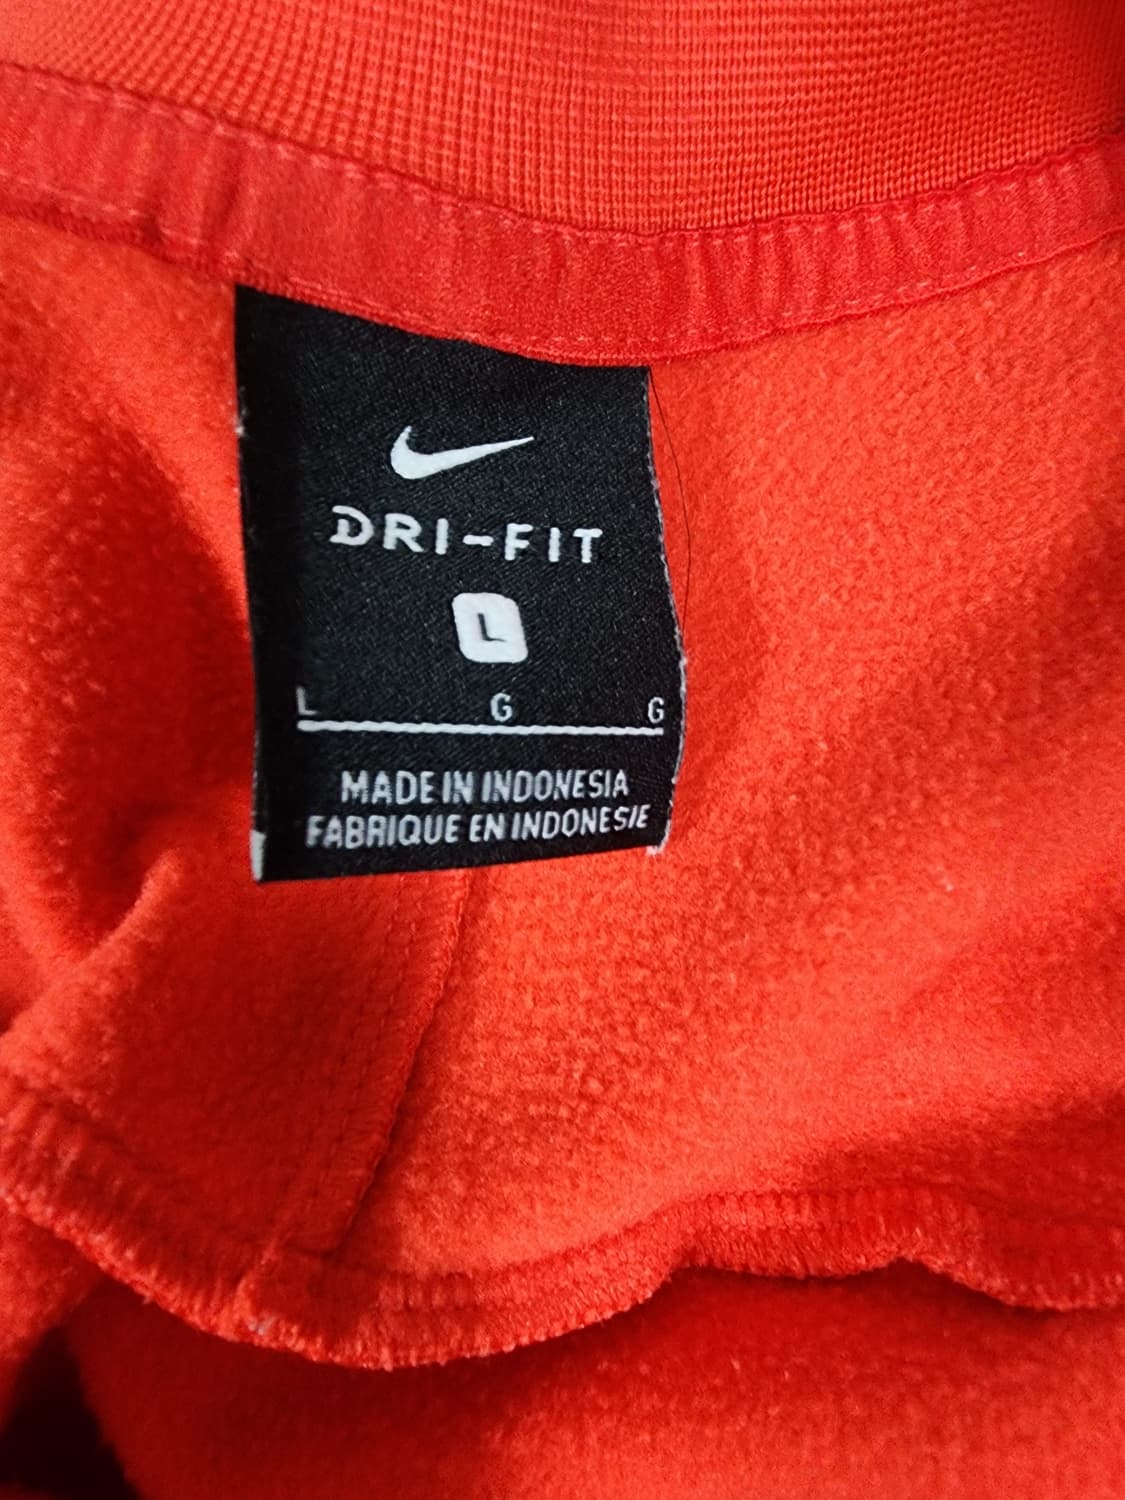 DRI-FIT
L
L G G
MADE IN INDONESIA
FABRIQUE EN INDONESIE